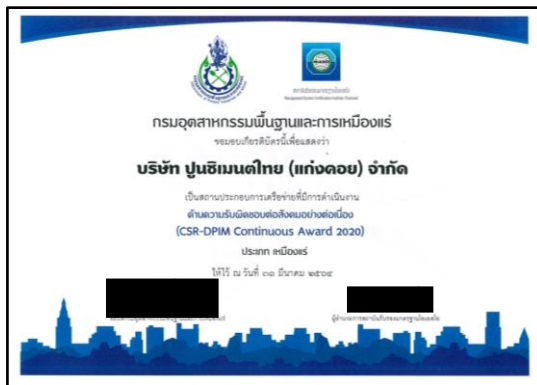 กรมอุตสาหกรรมพื้นฐานและการเหมืองแร่
ขอมอบเกียรติบัตรนี้เพื่อแสดงว่า
บริษัท ปูนซิเมนต์ไทย (แก่งคอย) จำกัด
เป็นสถานประกอบการเครือข่ายที่มีการดำเนินงาน
ด้านความรับผิดชอบต่อสังคมอย่างต่อเนื่อง
(CSR-DPIM Continuous Award 2020)
ประเภท เหมืองแร่
ให้ไว้ ณ วันที่ ๓๑ มีนาคม ๒๕๖๔